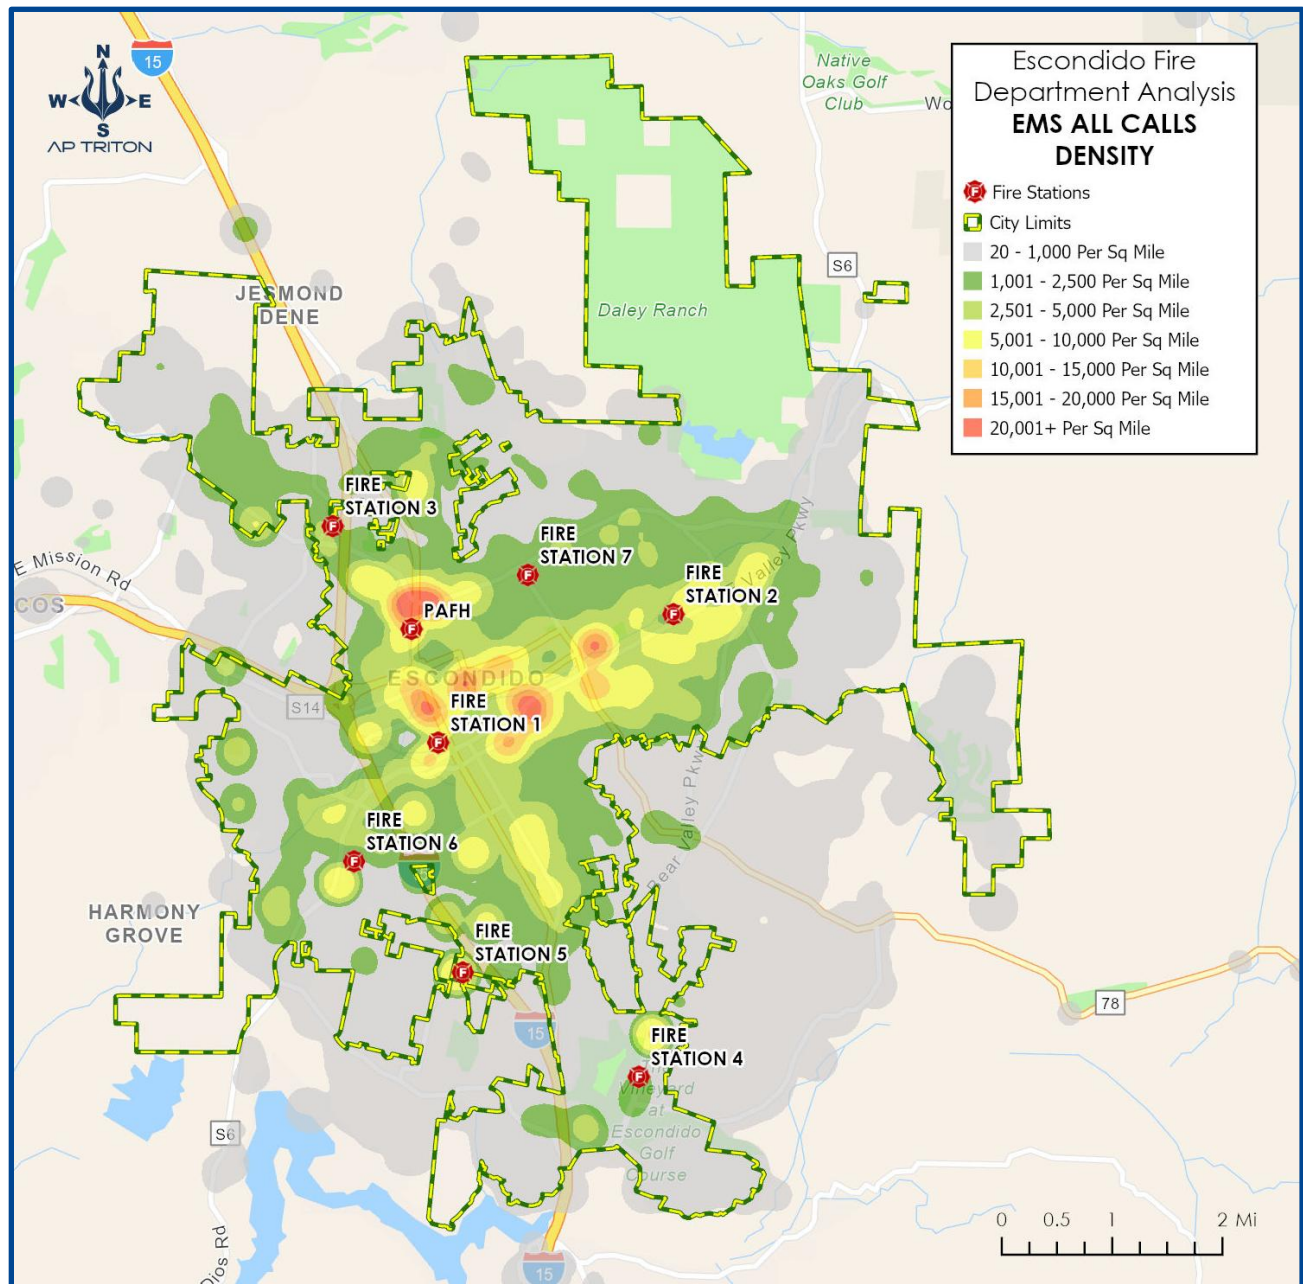 N
W
E
S
AP TRITON
15
Native
Oaks Golf
Club
Wo
Escondido Fire
Department Analysis
EMS ALL CALLS
DENSITY
Fire Stations
City Limits
20 - 1,000 Per Sq Mile
1,001 - 2,500 Per Sq Mile
2,501 - 5,000 Per Sq Mile
5,001 - 10,000 Per Sq Mile
10,001 - 15,000 Per Sq Mile
15,001 - 20,000 Per Sq Mile
20,001+ Per Sq Mile
S6
JESMOND
DENE
Daley Ranch
FIRE
STATION 3
F
FIRE
STATION 7
F
FIRE
STATION 2
F
Valley Pkwy
E Mission Rd
COS
PAFH
F
ESCONDIDO
S14
FIRE
STATION 1
F
FIRE
STATION 6
F
Bear Valley Pkwy
HARMONY
GROVE
FIRE
STATION 5
F
15
78
FIRE
STATION 4
F
Vineyard
at
Escondido
Golf
Course
S6
Dios Rd
15
0 0.5 1 2 Mi